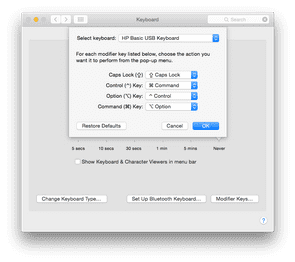 Keyboard
Search
Select keyboard: HP Basic USB Keyboard
For each modifier key listed below, choose the action you
want it to perform from the pop-up menu.
Caps Lock (⇪) Key: ⇪ Caps Lock
Control (^) Key: ⌘ Command
Option (⌥) Key: ^ Control
Command (⌘) Key: ⌥ Option
Restore Defaults Cancel OK
5 secs 10 secs 30 secs 1 min 5 mins Never
Show Keyboard & Character Viewers in menu bar
Change Keyboard Type... Set Up Bluetooth Keyboard... Modifier Keys...
?